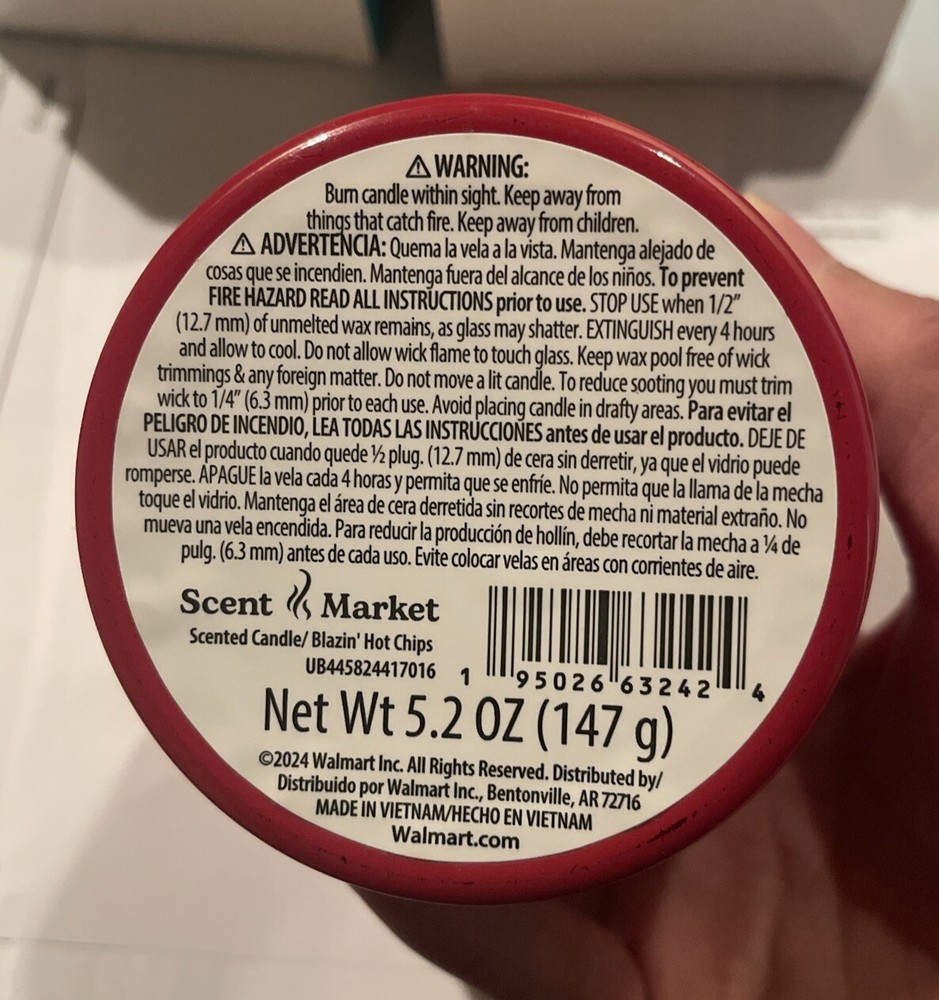 ⚠ WARNING:
Burn candle within sight. Keep away from
things that catch fire. Keep away from children.
⚠ ADVERTENCIA: Quema la vela a la vista. Mantenga alejado de
cosas que se incendien. Mantenga fuera del alcance de los niños. To prevent
FIRE HAZARD READ ALL INSTRUCTIONS prior to use. STOP USE when 1/2”
(12.7 mm) of unmelted wax remains, as glass may shatter. EXTINGUISH every 4 hours
and allow to cool. Do not allow wick flame to touch glass. Keep wax pool free of wick
trimmings & any foreign matter. Do not move a lit candle. To reduce sooting you must trim
wick to 1/4” (6.3 mm) prior to each use. Avoid placing candle in drafty areas. Para evitar el
PELIGRO DE INCENDIO, LEA TODAS LAS INSTRUCCIONES antes de usar el producto. DEJE DE
USAR el producto cuando quede ½ plug. (12.7 mm) de cera sin derretir, ya que el vidrio puede
romperse. APAGUE la vela cada 4 horas y permita que se enfríe. No permita que la llama de la mecha
toque el vidrio. Mantenga el área de cera derretida sin recortes de mecha ni material extraño. No
mueva una vela encendida. Para reducir la producción de hollín, debe recortar la mecha a ¼ de
pulg. (6.3 mm) antes de cada uso. Evite colocar velas en áreas con corrientes de aire.
Scent Market
Scented Candle/ Blazin' Hot Chips
UB445824417016
1 95026 63242 4
Net Wt 5.2 OZ (147 g)
©2024 Walmart Inc. All Rights Reserved. Distributed by/
Distribuido por Walmart Inc., Bentonville, AR 72716
MADE IN VIETNAM/HECHO EN VIETNAM
Walmart.com